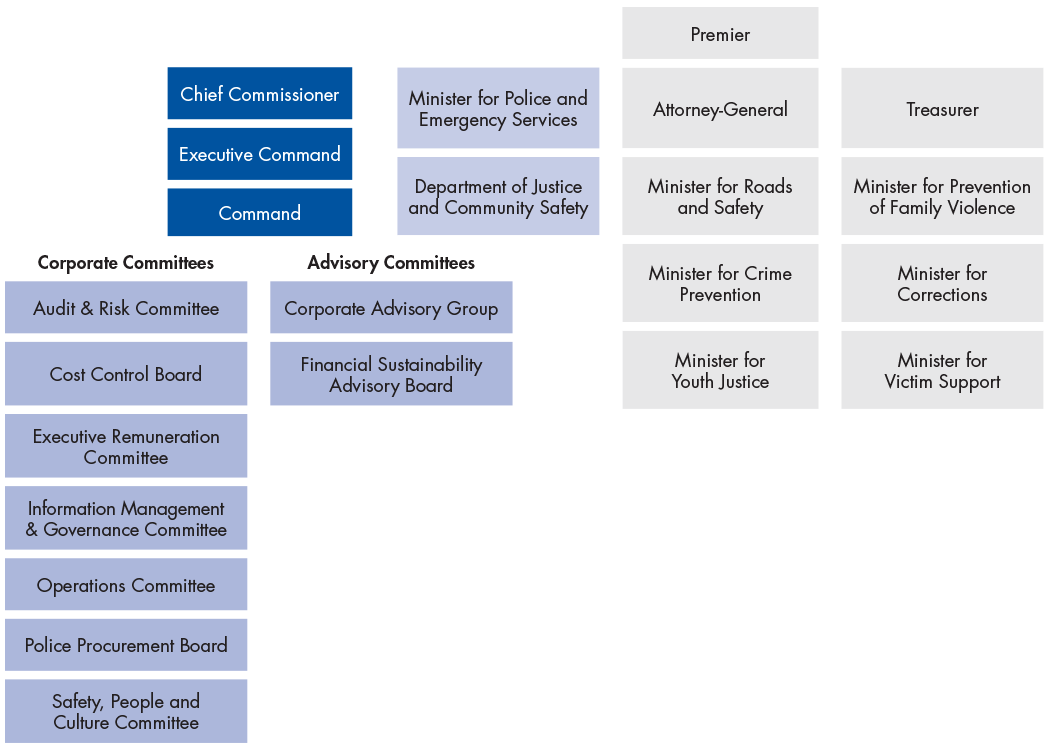 Premier
Chief Commissioner
Executive Command
Command
Minister for Police and
Emergency Services
Department of Justice
and Community Safety
Attorney-General
Treasurer
Minister for Roads
and Safety
Minister for Prevention
of Family Violence
Minister for Crime
Prevention
Minister for
Corrections
Minister for
Youth Justice
Minister for
Victim Support
Corporate Committees
Audit & Risk Committee
Cost Control Board
Executive Remuneration
Committee
Information Management
& Governance Committee
Operations Committee
Police Procurement Board
Safety, People and
Culture Committee
Advisory Committees
Corporate Advisory Group
Financial Sustainability
Advisory Board